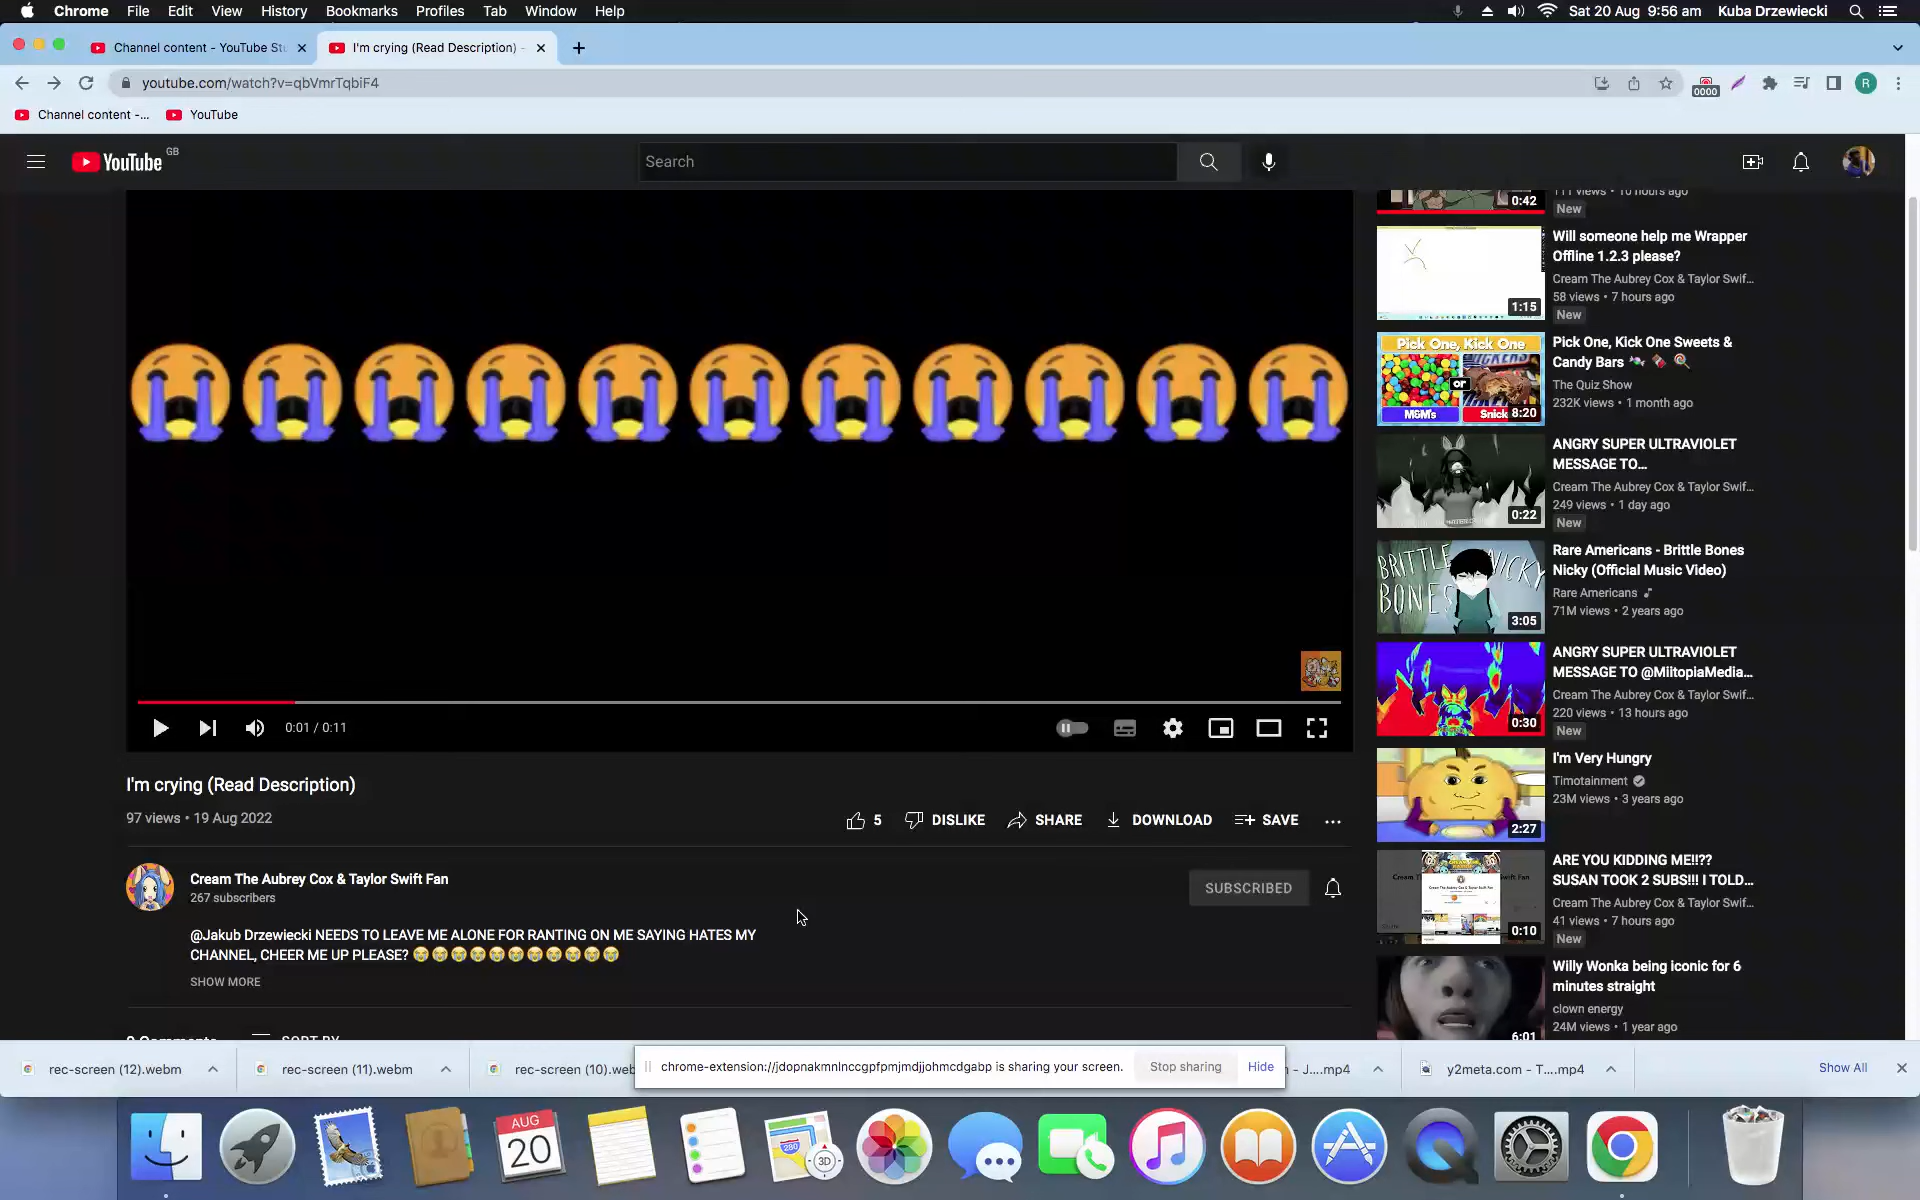 Chrome File Edit View History Bookmarks Profiles Tab Window Help
Sat 20 Aug 9:56 am Kuba Drzewiecki
Channel content - YouTube Stu
I'm crying (Read Description) -
youtube.com/watch?v=qbVmrTqbiF4
0000
R
Channel content -...
YouTube
YouTube GB
Search
0:42
111 views • 10 hours ago
New
Will someone help me Wrapper
Offline 1.2.3 please?
Cream The Aubrey Cox & Taylor Swif...
58 views • 7 hours ago
New
1:15
Pick One, Kick One
or
M&M's
Snick
8:20
Pick One, Kick One Sweets &
Candy Bars 🍬 🍫 🍭
The Quiz Show
232K views • 1 month ago
0:22
ANGRY SUPER ULTRAVIOLET
MESSAGE TO...
Cream The Aubrey Cox & Taylor Swif...
249 views • 1 day ago
New
BRITTLE NICKY
BONES
3:05
Rare Americans - Brittle Bones
Nicky (Official Music Video)
Rare Americans
71M views • 2 years ago
0:30
ANGRY SUPER ULTRAVIOLET
MESSAGE TO @MiitopiaMedia...
Cream The Aubrey Cox & Taylor Swif...
220 views • 13 hours ago
New
2:27
I'm Very Hungry
Timotainment
23M views • 3 years ago
0:10
ARE YOU KIDDING ME!!??
SUSAN TOOK 2 SUBS!!! I TOLD...
Cream The Aubrey Cox & Taylor Swif...
41 views • 7 hours ago
New
6:01
Willy Wonka being iconic for 6
minutes straight
clown energy
24M views • 1 year ago
0:01 / 0:11
I'm crying (Read Description)
97 views • 19 Aug 2022
5 DISLIKE SHARE DOWNLOAD SAVE
Cream The Aubrey Cox & Taylor Swift Fan
267 subscribers
SUBSCRIBED
@Jakub Drzewiecki NEEDS TO LEAVE ME ALONE FOR RANTING ON ME SAYING HATES MY
CHANNEL, CHEER ME UP PLEASE? 😭😭😭😭😭😭😭😭😭😭😭
SHOW MORE
Comments SORT BY
rec-screen (12).webm
rec-screen (11).webm
rec-screen (10).web
chrome-extension://jdopnakmnlnccgpfpmjmdjjohmcdgabp is sharing your screen.
Stop sharing
Hide
- J....mp4
y2meta.com - T....mp4
Show All
AUG
20
280
3D